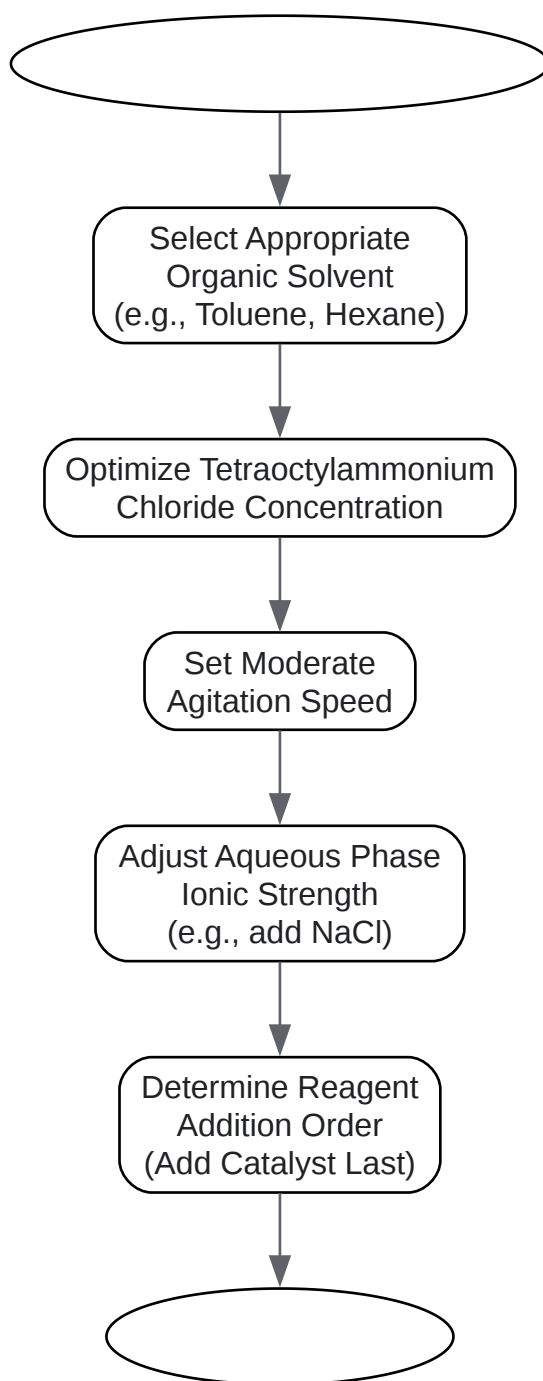 Select Appropriate
Organic Solvent
(e.g., Toluene, Hexane)
Optimize Tetraoctylammonium
Chloride Concentration
Set Moderate
Agitation Speed
Adjust Aqueous Phase
Ionic Strength
(e.g., add NaCl)
Determine Reagent
Addition Order
(Add Catalyst Last)